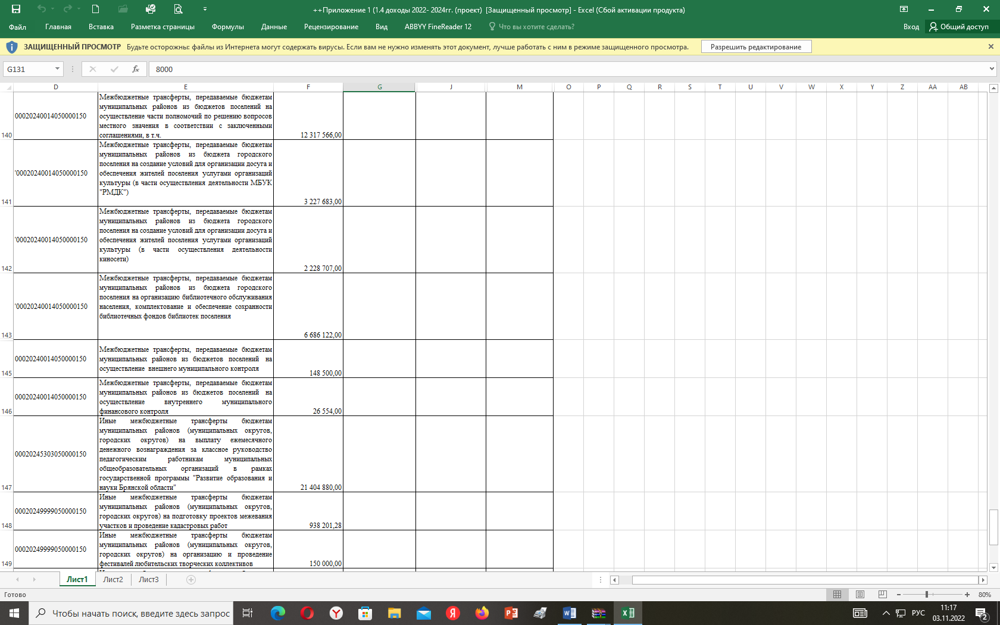 ++Приложение 1 (1.4 доходы 2022- 2024гг. (проект)  [Защищенный просмотр] - Excel (Сбой активации продукта)
Файл Главная Вставка Разметка страницы Формулы Данные Рецензирование Вид ABBYY FineReader 12 Что вы хотите сделать? Вход Общий доступ
ЗАЩИЩЕННЫЙ ПРОСМОТР Будьте осторожны: файлы из Интернета могут содержать вирусы. Если вам не нужно изменять этот документ, лучше работать с ним в режиме защищенного просмотра. Разрешить редактирование
G131 fx 8000
D E F G J M O P Q R S T U V W X Y Z AA AB
Межбюджетные трансферты, передаваемые бюджетам
муниципальных районов из бюджетов поселений на
00020240014050000150 осуществление части полномочий по решению вопросов
местного значения в соответствии с заключенными
140 соглашениями, в т.ч. 12 317 566,00
Межбюджетные трансферты, передаваемые бюджетам
муниципальных районов из бюджета городского
поселения на создание условий для организации досуга и
'00020240014050000150 обеспечения жителей поселения услугами организаций
культуры (в части осуществления деятельности МБУК
"РМДК")
141 3 227 683,00
Межбюджетные трансферты, передаваемые бюджетам
муниципальных районов из бюджета городского
поселения на создание условий для организации досуга и
'00020240014050000150 обеспечения жителей поселения услугами организаций
культуры (в части осуществления деятельности
киносети)
142 2 228 707,00
Межбюджетные трансферты, передаваемые бюджетам
муниципальных районов из бюджета городского
поселения на организацию библиотечного обслуживания
'00020240014050000150 населения, комплектование и обеспечение сохранности
библиотечных фондов библиотек поселения
143 6 686 122,00
Межбюджетные трансферты, передаваемые бюджетам
00020240014050000150 муниципальных районов из бюджетов поселений на
осуществление внешнего муниципального контроля
145 148 500,00
Межбюджетные трансферты, передаваемые бюджетам
00020240014050000150 муниципальных районов из бюджетов поселений на
осуществление внутреннего муниципального
146 финансового контроля 26 554,00
Иные межбюджетные трансферты бюджетам
муниципальных районов (муниципальных округов,
городских округов) на выплату ежемесячного
00020245303050000150 денежного вознаграждения за классное руководство
педагогическим работникам муниципальных
общеобразовательных организаций в рамках
государственной программы "Развитие образования и
147 науки Брянской области" 21 404 880,00
Иные межбюджетные трансферты бюджетам
муниципальных районов (муниципальных округов,
00020249999050000150 городских округов) на подготовку проектов межевания
148 участков и проведение кадастровых работ 938 201,28
Иные межбюджетные трансферты бюджетам
муниципальных районов (муниципальных округов,
00020249999050000150 городских округов) на организацию и проведение
149 фестивалей любительских творческих коллективов 150 000,00
Лист1 Лист2 Лист3
Готово 80%
Чтобы начать поиск, введите здесь запрос РУС 11:17
03.11.2022 2